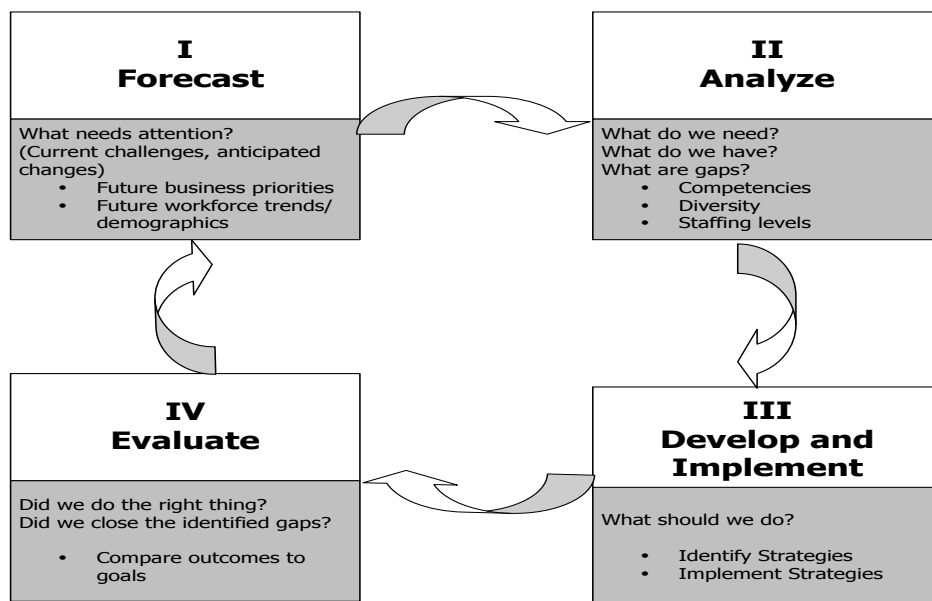 I
Forecast
What needs attention?
(Current challenges, anticipated
changes)
• Future business priorities
• Future workforce trends/
demographics
II
Analyze
What do we need?
What do we have?
What are gaps?
• Competencies
• Diversity
• Staffing levels
IV
Evaluate
Did we do the right thing?
Did we close the identified gaps?
• Compare outcomes to
goals
III
Develop and
Implement
What should we do?
• Identify Strategies
• Implement Strategies